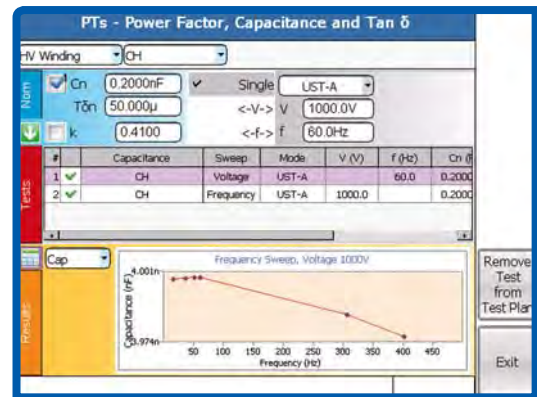 PTs - Power Factor, Capacitance and Tan δ
HV Winding CH
Nom
Cn 0.2000nF Single UST-A
Tδn 50.000µ <-V-> V 1000.0V
k 0.4100 <-f-> f 60.0Hz
Tests
# Capacitance Sweep Mode V (V) f (Hz) Cn
1 CH Voltage UST-A 60.0 0.2000
2 CH Frequency UST-A 1000.0 0.2000
Results
Cap
Frequency Sweep, Voltage 1000V
Capacitance (nF)
4.001n
3.974n
50 100 150 200 250 300 350 400 450
Frequency (Hz)
Remove
Test
from
Test Plan
Exit